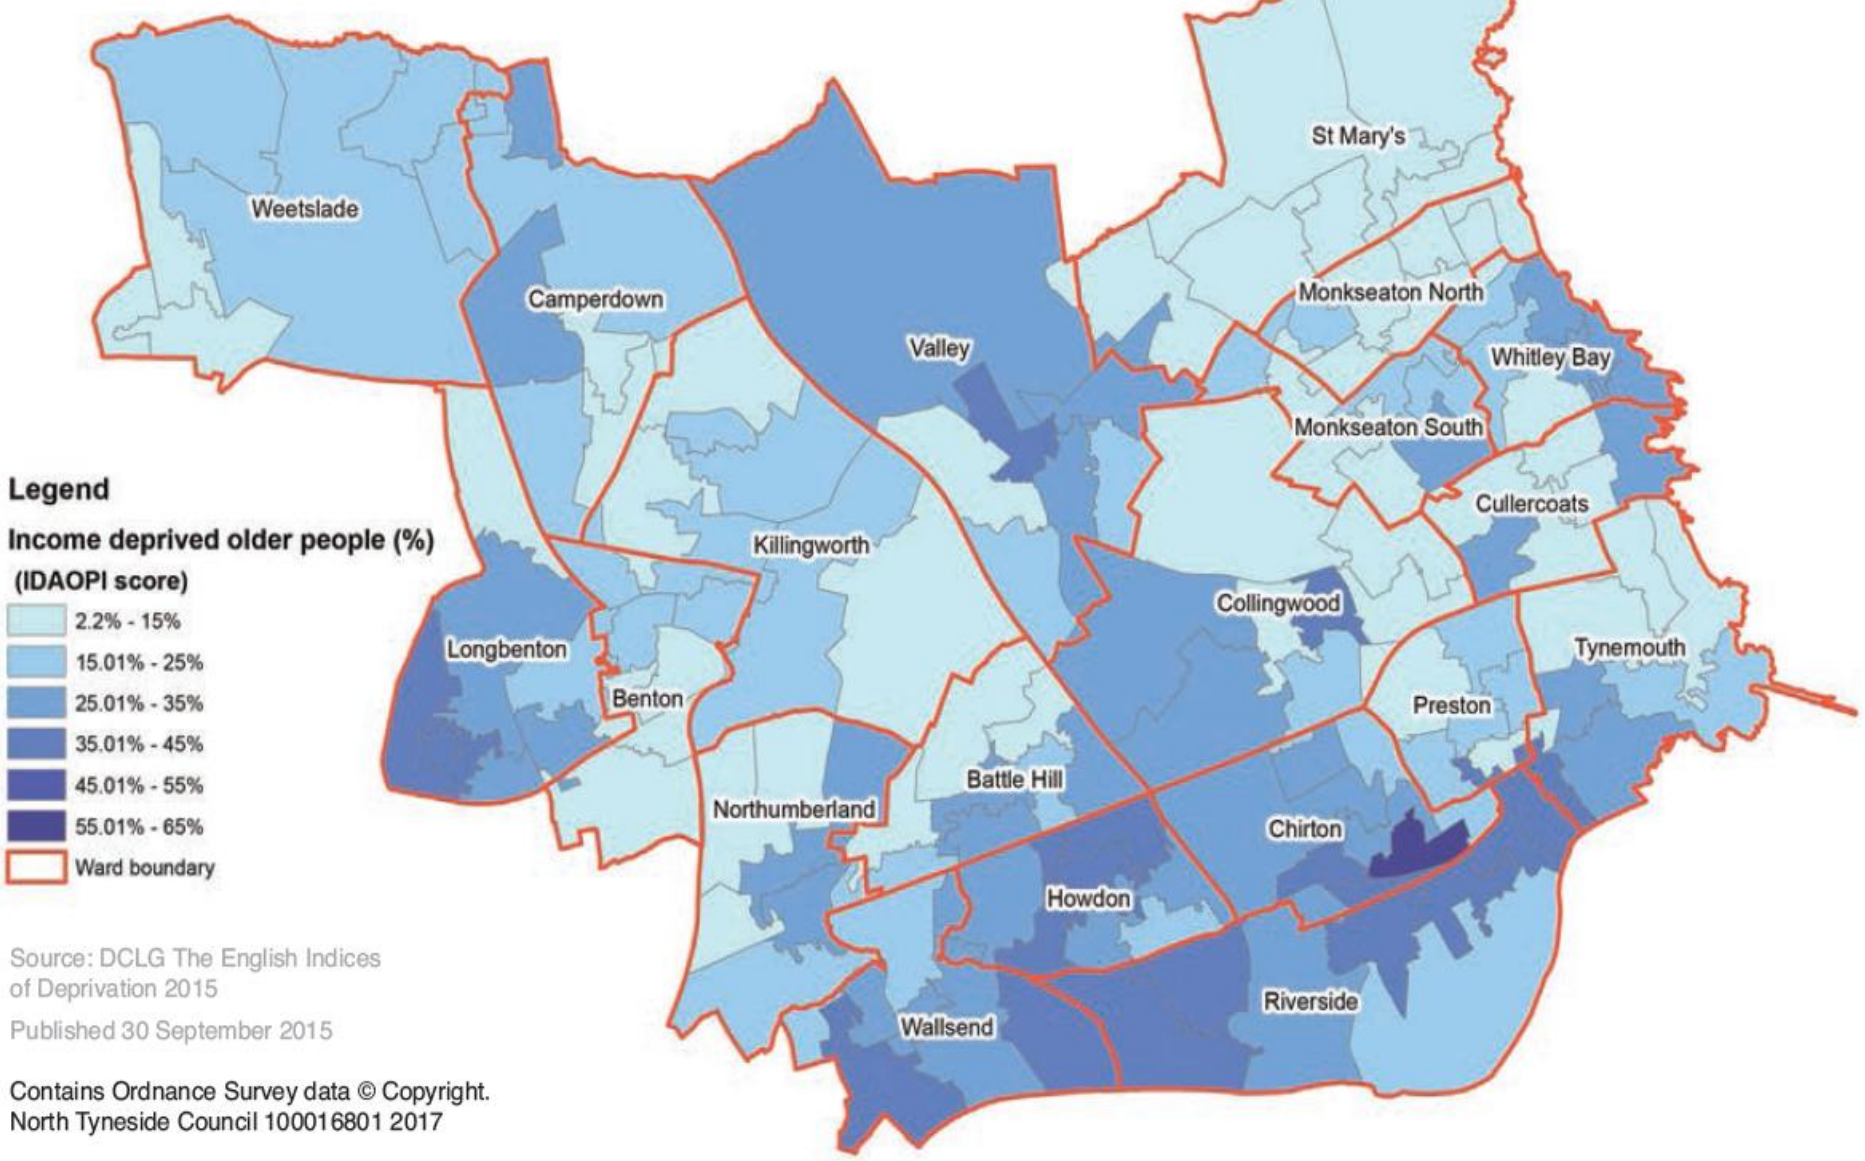 St Mary's
Weetslade
Camperdown
Monkseaton North
Valley
Whitley Bay
Monkseaton South
Legend
Cullercoats
Income deprived older people (%)
Killingworth
(IDAOPI score)
2.2% - 15%
Collingwood
15.01% - 25%
Longbenton
Tynemouth
25.01% - 35%
Benton
Preston
35.01% - 45%
45.01% - 55%
Battle Hill
Northumberland
55.01% - 65%
Chirton
Ward boundary
Howdon
Source: DCLG The English Indices
of Deprivation 2015
Riverside
Published 30 September 2015
Wallsend
Contains Ordnance Survey data © Copyright.
North Tyneside Council 100016801 2017